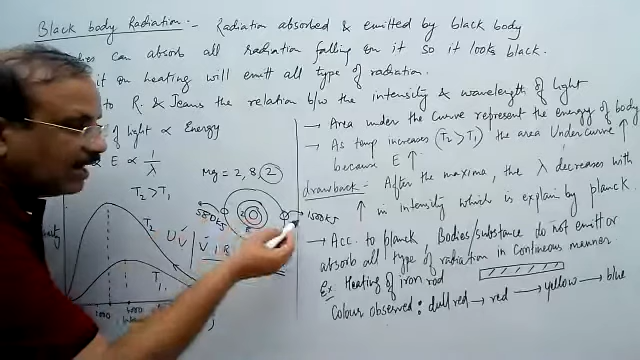 Black body Radiation :- Radiation absorbed & emitted by black body
can absorb all radiation falling on it so it looks black.
it on heating will emitt all type of radiation.
to R. & Jeans the relation b/w the intensity & wavelength of light
of light ∝ Energy
∝ E ∝ 1/λ
T2 > T1
T2
T1
U V
V I R
1000
Mg = 2, 8, 2
→ Area under the curve represent the energy of body
→ As temp increases (T2 > T1) the area Under curve ↑
because E ↑
drawback :- After the maxima, the λ decreases with
↑ in intensity which is explain by planck.
→ Acc. to planck Bodies/substance do not emitt or
absorb all type of radiation in continous manner.
Ex Heating of iron rod
Colour observed : dull red → red → yellow → blue